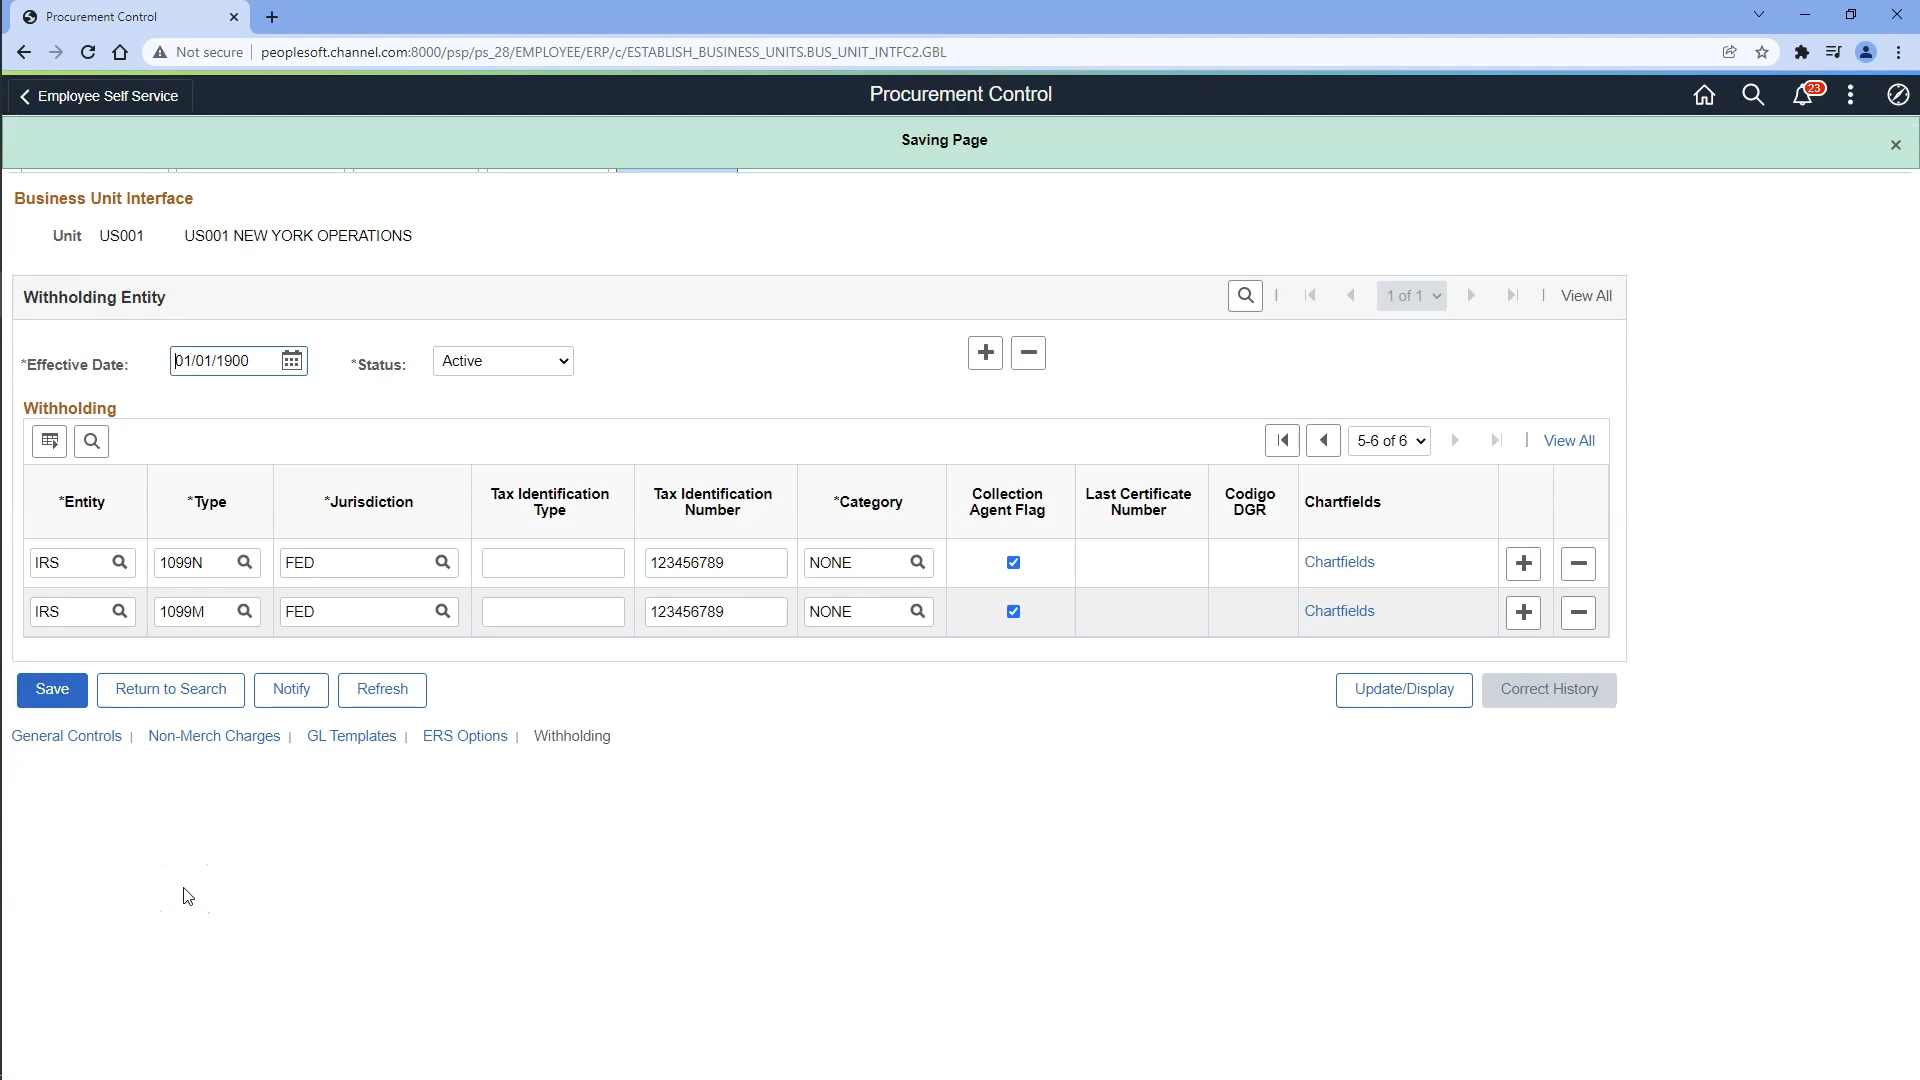 Procurement Control
Not secure peoplesoft.channel.com:8000/psp/ps_28/EMPLOYEE/ERP/c/ESTABLISH_BUSINESS_UNITS.BUS_UNIT_INTFC2.GBL
Employee Self Service Procurement Control 23
Saving Page
Business Unit Interface
Unit US001 US001 NEW YORK OPERATIONS
Withholding Entity 1 of 1 | View All
*Effective Date: 01/01/1900 *Status: Active
Withholding
5-6 of 6 | View All
*Entity *Type *Jurisdiction Tax Identification Type Tax Identification Number *Category Collection Agent Flag Last Certificate Number Codigo DGR Chartfields
IRS 1099N FED 123456789 NONE Chartfields
IRS 1099M FED 123456789 NONE Chartfields
Save Return to Search Notify Refresh Update/Display Correct History
General Controls | Non-Merch Charges | GL Templates | ERS Options | Withholding